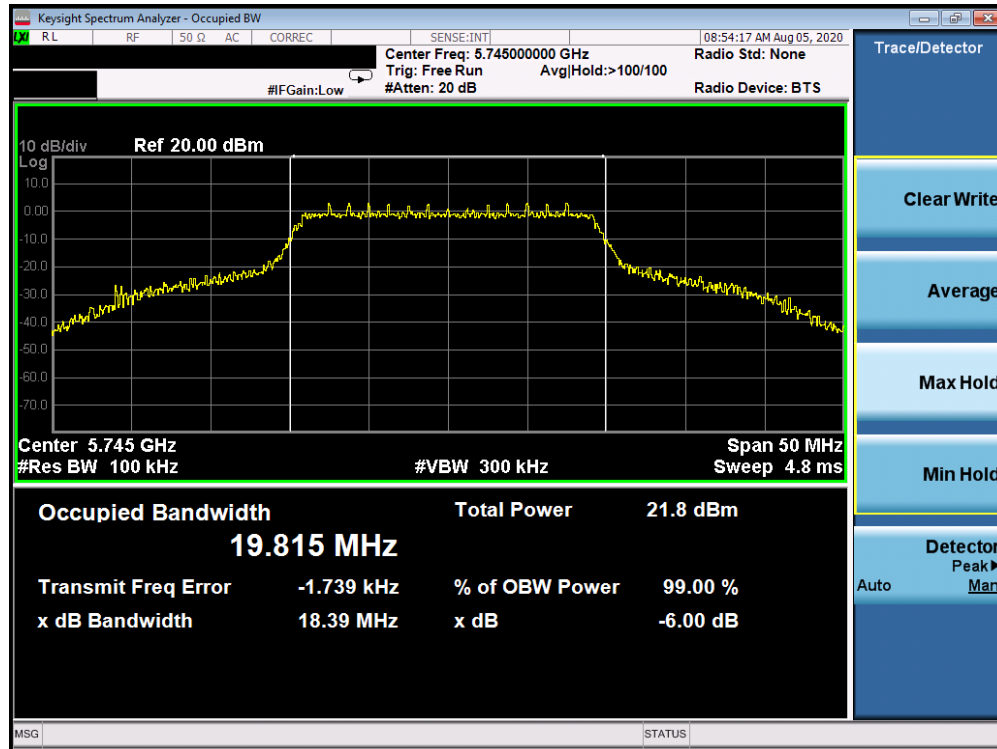 Keysight Spectrum Analyzer - Occupied BW
LXI RL RF 50 Ω AC CORREC SENSE:INT 08:54:17 AM Aug 05, 2020
Center Freq: 5.745000000 GHz Radio Std: None
Trig: Free Run Avg|Hold:>100/100
#IFGain:Low #Atten: 20 dB Radio Device: BTS
10 dB/div Ref 20.00 dBm
Log
10.0
0.00
-10.0
-20.0
-30.0
-40.0
-50.0
-60.0
-70.0
Center 5.745 GHz Span 50 MHz
#Res BW 100 kHz #VBW 300 kHz Sweep 4.8 ms
Occupied Bandwidth Total Power 21.8 dBm
19.815 MHz
Transmit Freq Error -1.739 kHz % of OBW Power 99.00 %
x dB Bandwidth 18.39 MHz x dB -6.00 dB
MSG STATUS
Trace/Detector
Clear Write
Average
Max Hold
Min Hold
Detector
Peak
Auto Man